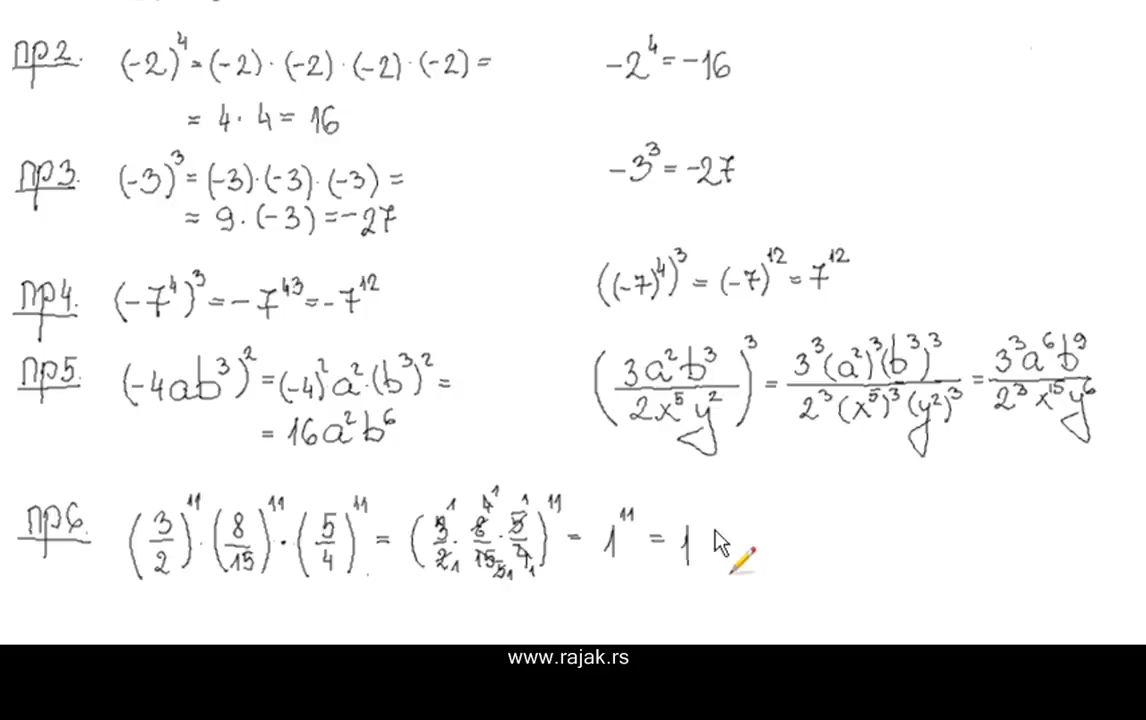 пр2. (-2)⁴ = (-2) · (-2) · (-2) · (-2) = -2⁴ = -16
= 4 · 4 = 16
пр3. (-3)³ = (-3) · (-3) · (-3) = -3³ = -27
= 9 · (-3) = -27
пр4. (-7⁴)³ = -7⁴³ = -7¹² ((-7)⁴)³ = (-7)¹² = 7¹²
пр5. (-4ab³)² = (-4)² a² · (b³)² = (3a²b³ / 2x⁵y²)³ = 3³(a²)³(b³)³ / 2³(x⁵)³(y²)³ = 3³a⁶b⁹ / 2³x¹⁵y⁶
= 16a²b⁶
пр6. (3/2)¹¹ · (8/15)¹¹ · (5/4)¹¹ = (3/2 · 8/15 · 5/4)¹¹ = 1¹¹ = 1
www.rajak.rs